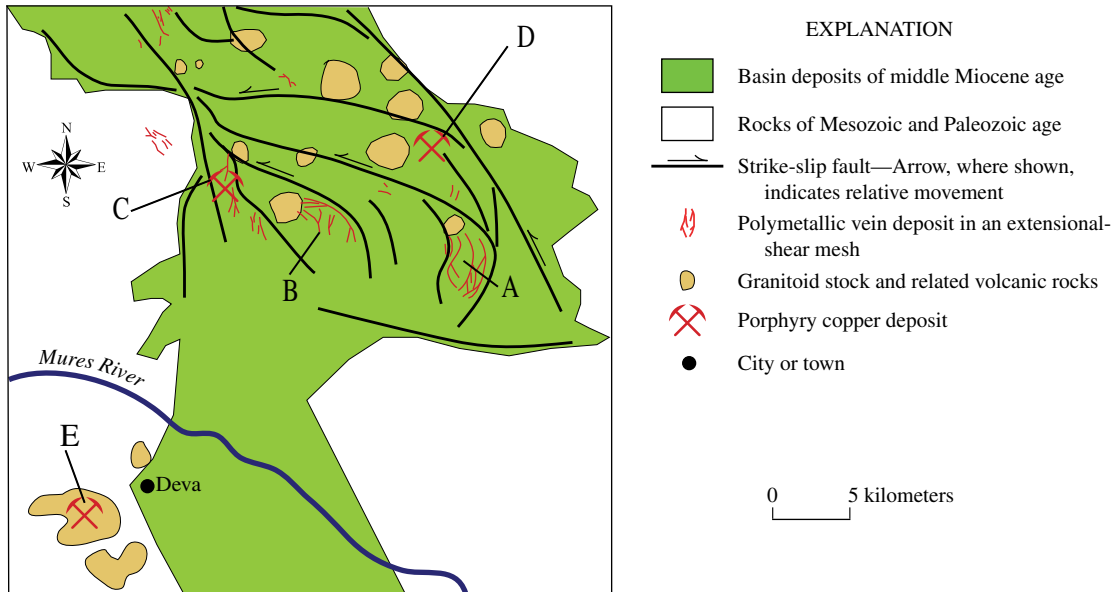 D
N
W
E
S
C
B
A
Mures River
E
Deva
EXPLANATION
Basin deposits of middle Miocene age
Rocks of Mesozoic and Paleozoic age
Strike-slip fault—Arrow, where shown,
indicates relative movement
Polymetallic vein deposit in an extensional-
shear mesh
Granitoid stock and related volcanic rocks
Porphyry copper deposit
City or town
0 5 kilometers